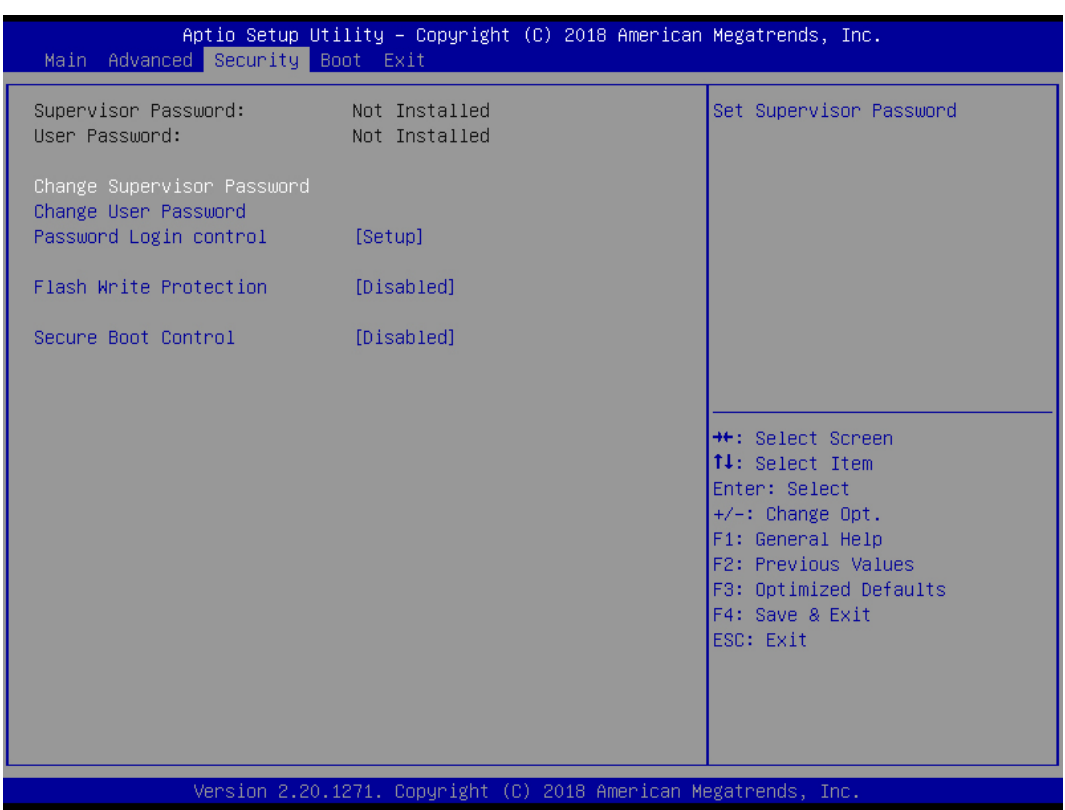 Aptio Setup Utility – Copyright (C) 2018 American Megatrends, Inc.
Main Advanced Security Boot Exit
Supervisor Password: Not Installed
User Password: Not Installed
Change Supervisor Password
Change User Password
Password Login control [Setup]
Flash Write Protection [Disabled]
Secure Boot Control [Disabled]
Set Supervisor Password
→←: Select Screen
↑↓: Select Item
Enter: Select
+/-: Change Opt.
F1: General Help
F2: Previous Values
F3: Optimized Defaults
F4: Save & Exit
ESC: Exit
Version 2.20.1271. Copyright (C) 2018 American Megatrends, Inc.